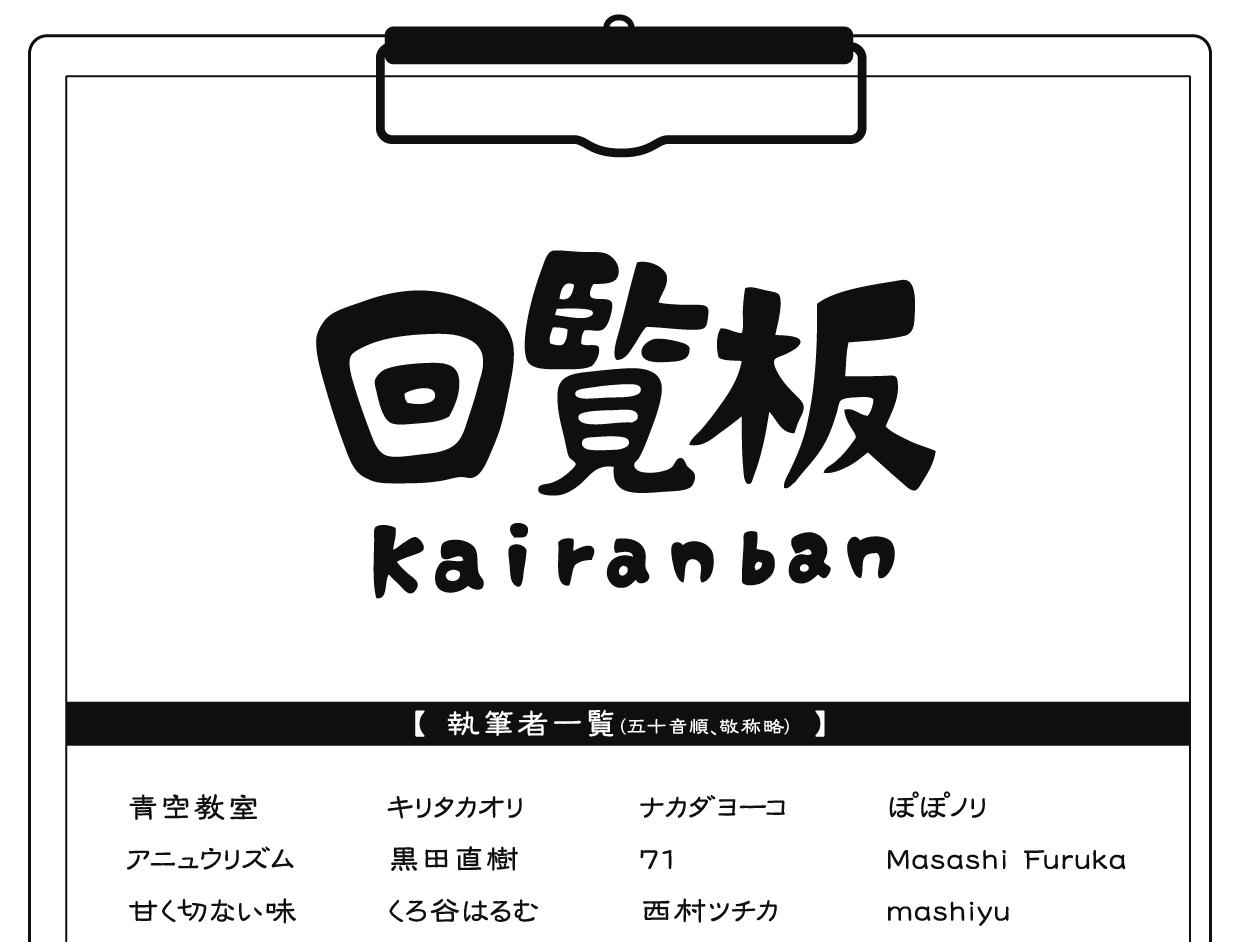 回覧板
kairanban
【 執筆者一覧(五十音順、敬称略) 】
青空教室 キリタカオリ ナカダヨーコ ぽぽノリ
アニュウリズム 黒田直樹 71 Masashi Furuka
甘く切ない味 くろ谷はるむ 西村ツチカ mashiyu